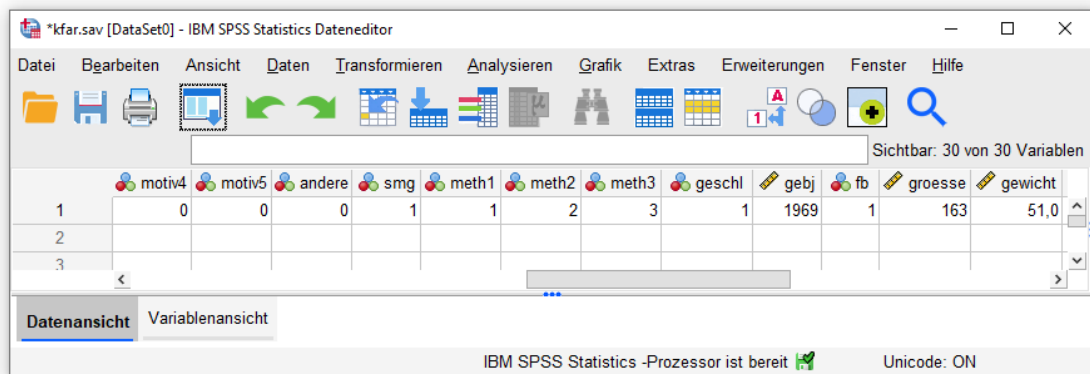 *kfar.sav [DataSet0] - IBM SPSS Statistics Dateneditor
Datei Bearbeiten Ansicht Daten Transformieren Analysieren Grafik Extras Erweiterungen Fenster Hilfe
μ A 1
Sichtbar: 30 von 30 Variablen
motiv4 motiv5 andere smg meth1 meth2 meth3 geschl gebj fb groesse gewicht
1 0 0 0 1 1 2 3 1 1969 1 163 51,0
2
3
Datenansicht Variablenansicht
IBM SPSS Statistics -Prozessor ist bereit Unicode: ON